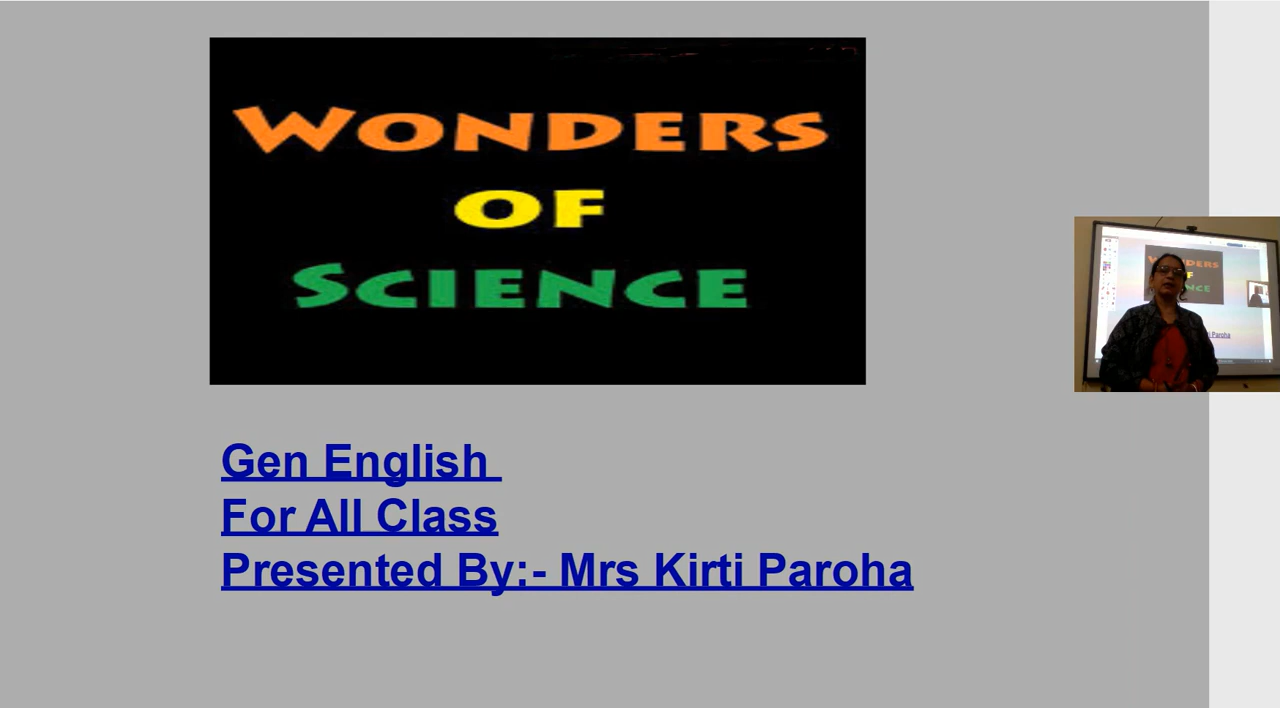 WONDERS
OF
SCIENCE
Gen English
For All Class
Presented By:- Mrs Kirti Paroha